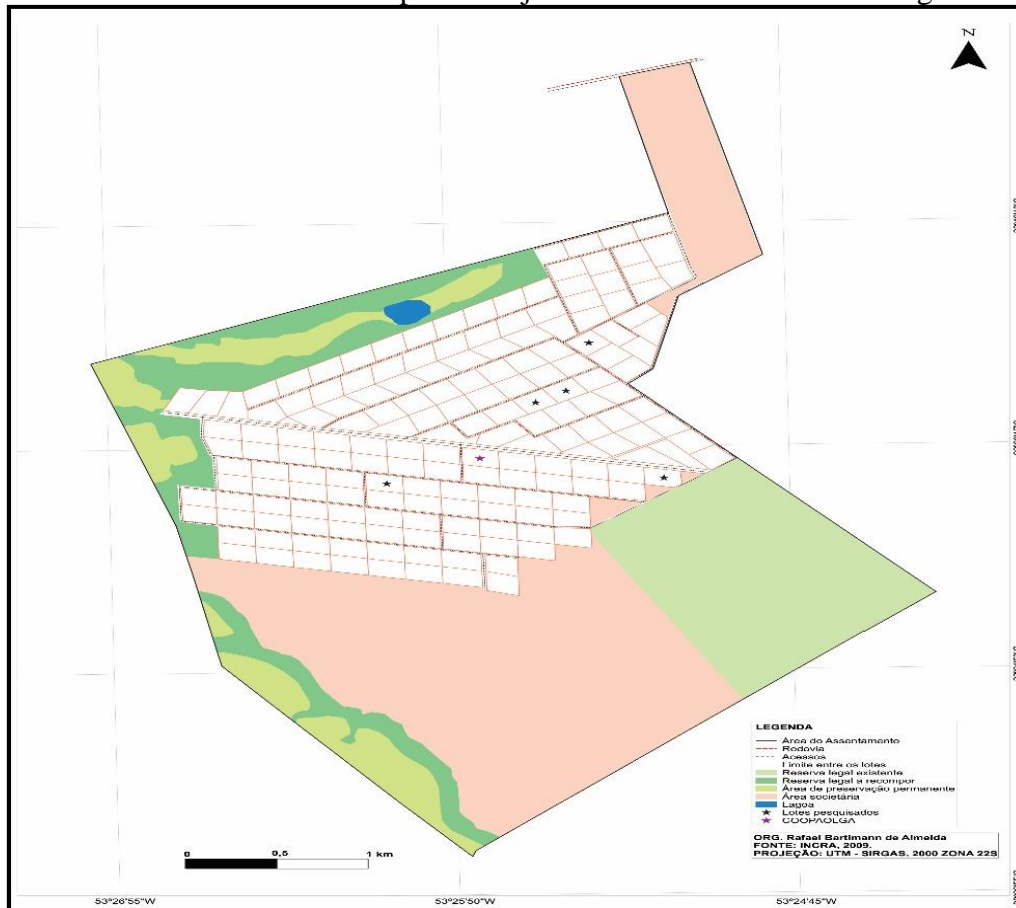 N
LEGENDA
Área do Assentamento
Rodovia
Acessos
Limite entre os lotes
Reserva legal existente
Reserva legal a recompor
Área de preservação permanente
Área societária
Lagoa
Lotes pesquisados
COOPAOLGA
ORG. Rafael Bartimann de Almeida
FONTE: INCRA, 2009.
PROJEÇÃO: UTM - SIRGAS, 2000 ZONA 22S
0 0,5 1 km
53°26'55"W 53°25'50"W 53°24'45"W